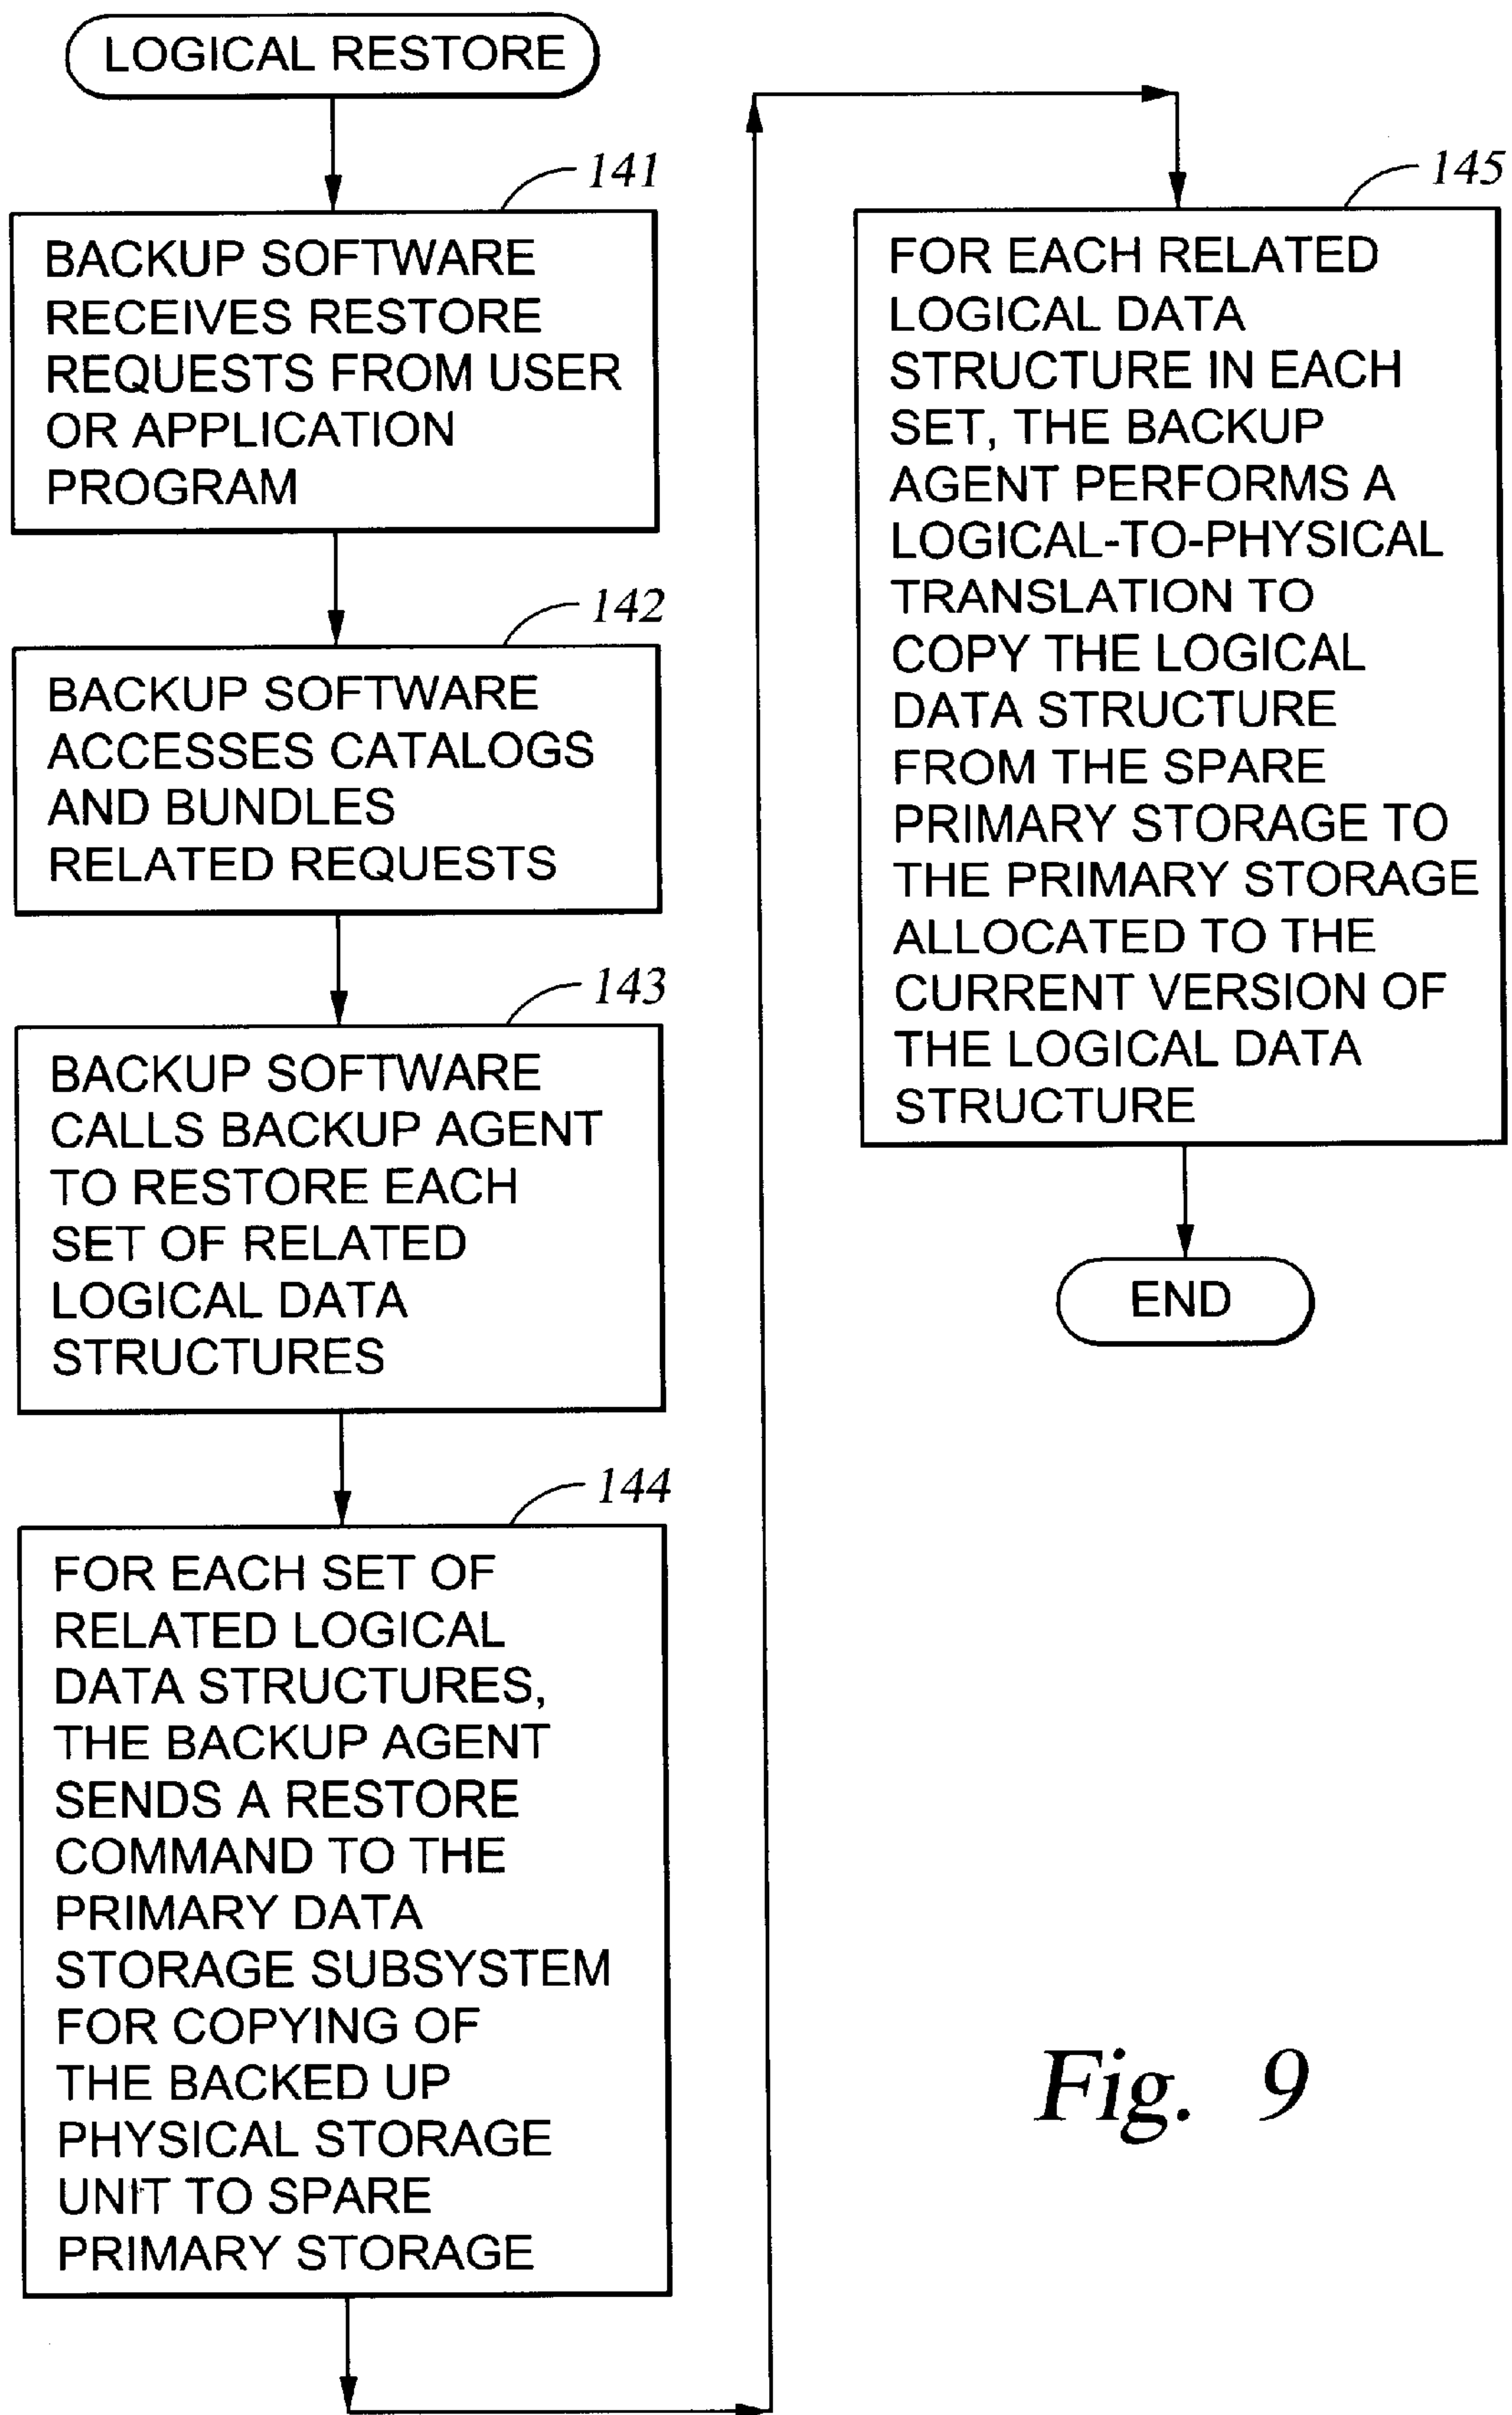 LOGICAL RESTORE
141
BACKUP SOFTWARE
RECEIVES RESTORE
REQUESTS FROM USER
OR APPLICATION
PROGRAM
142
BACKUP SOFTWARE
ACCESSES CATALOGS
AND BUNDLES
RELATED REQUESTS
143
BACKUP SOFTWARE
CALLS BACKUP AGENT
TO RESTORE EACH
SET OF RELATED
LOGICAL DATA
STRUCTURES
144
FOR EACH SET OF
RELATED LOGICAL
DATA STRUCTURES,
THE BACKUP AGENT
SENDS A RESTORE
COMMAND TO THE
PRIMARY DATA
STORAGE SUBSYSTEM
FOR COPYING OF
THE BACKED UP
PHYSICAL STORAGE
UNIT TO SPARE
PRIMARY STORAGE
145
FOR EACH RELATED
LOGICAL DATA
STRUCTURE IN EACH
SET, THE BACKUP
AGENT PERFORMS A
LOGICAL-TO-PHYSICAL
TRANSLATION TO
COPY THE LOGICAL
DATA STRUCTURE
FROM THE SPARE
PRIMARY STORAGE TO
THE PRIMARY STORAGE
ALLOCATED TO THE
CURRENT VERSION OF
THE LOGICAL DATA
STRUCTURE
END
Fig. 9